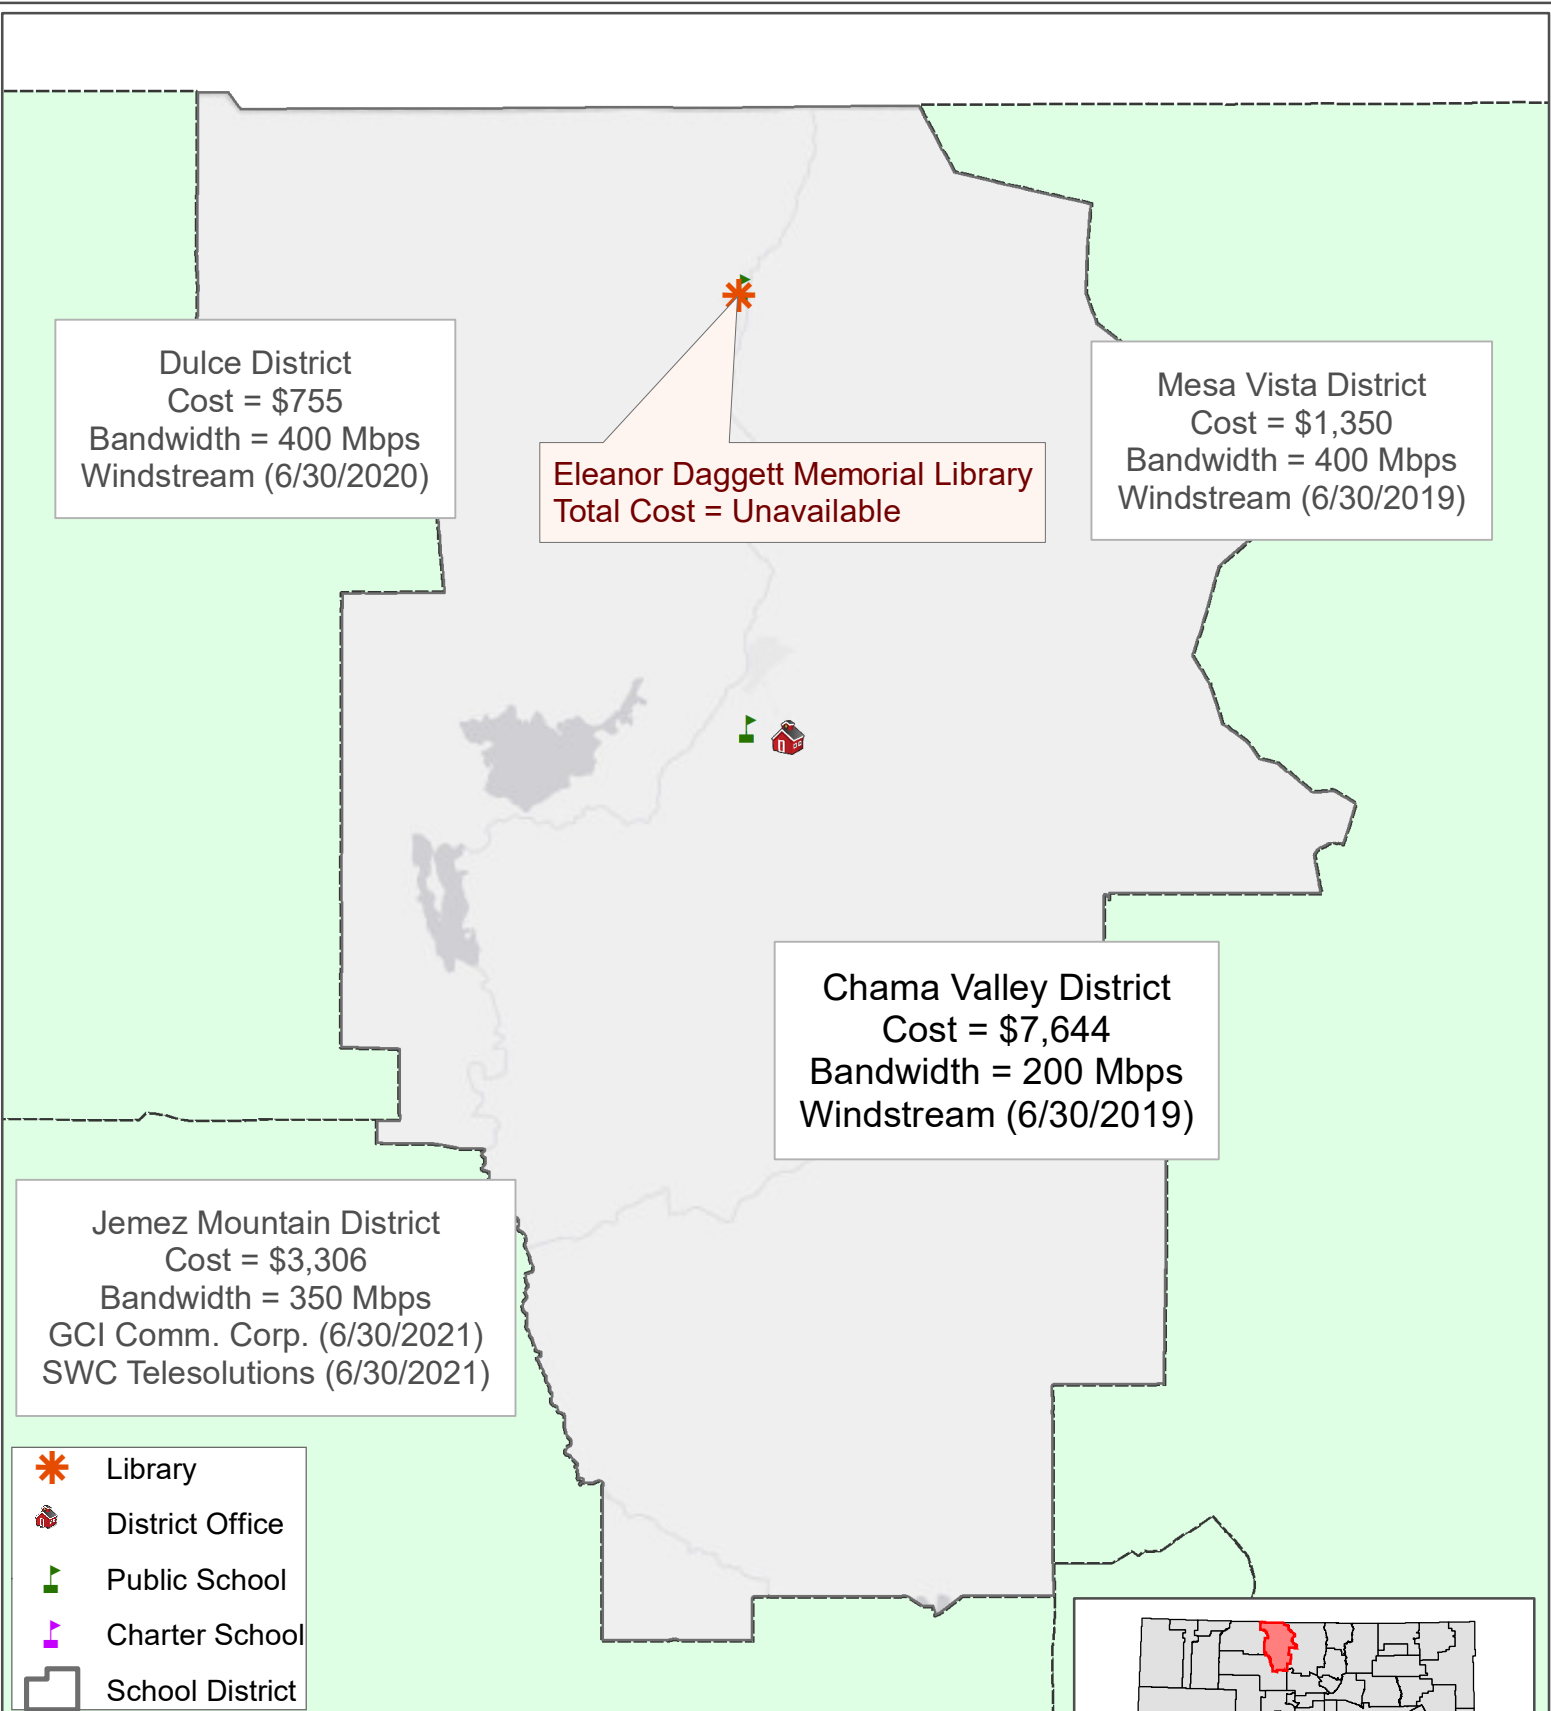 Dulce District
Cost = $755
Bandwidth = 400 Mbps
Windstream (6/30/2020)
Mesa Vista District
Cost = $1,350
Bandwidth = 400 Mbps
Windstream (6/30/2019)
Eleanor Daggett Memorial Library
Total Cost = Unavailable
Chama Valley District
Cost = $7,644
Bandwidth = 200 Mbps
Windstream (6/30/2019)
Jemez Mountain District
Cost = $3,306
Bandwidth = 350 Mbps
GCI Comm. Corp. (6/30/2021)
SWC Telesolutions (6/30/2021)
Library
District Office
Public School
Charter School
School District